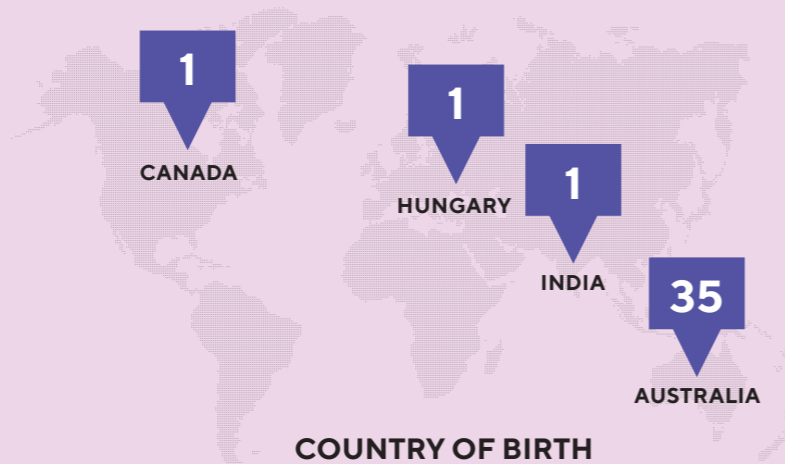 1
CANADA
1
HUNGARY
1
INDIA
35
AUSTRALIA
COUNTRY OF BIRTH